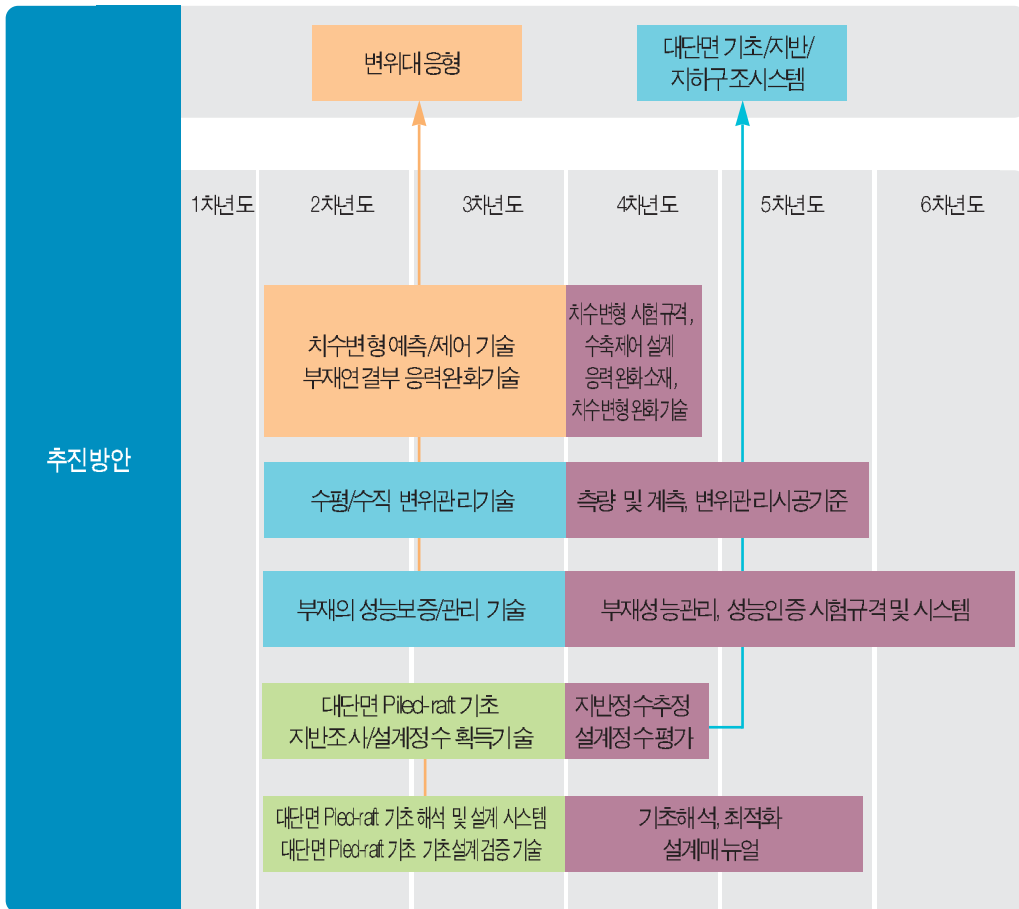 변위대응형
대단면 기초/지반/
지하구조시스템
1차년도
2차년도
3차년도
4차년도
5차년도
6차년도
추진방안
치수변형예측/제어 기술
부재연결부 응력완화기술
치수변형 시험규격,
수축제어 설계
응력완화소재,
치수변형완화기술
수평/수직 변위관리기술
측량 및 계측, 변위관리시공기준
부재의 성능보증/관리 기술
부재성능관리, 성능인증 시험규격및 시스템
대단면 Piled-raft 기초
지반조사/설계정수 획득기술
지반정수추정
설계정수평가
대단면 Pled-raft 기초해석 및 설계 시스템
대단면 Pled-raft 기초 기초설계검증 기술
기초해석, 최적화
설계매뉴얼